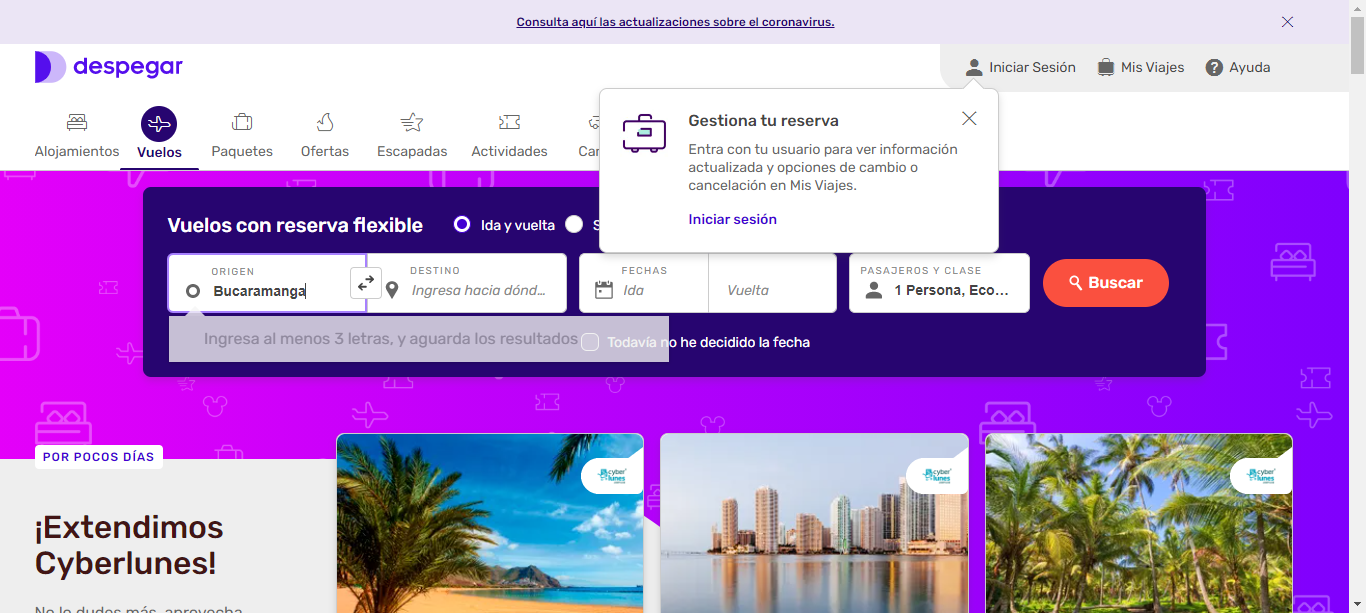 Consulta aquí las actualizaciones sobre el coronavirus.
despegar
Iniciar Sesión
Mis Viajes
Ayuda
Alojamientos
Vuelos
Paquetes
Ofertas
Escapadas
Actividades
Gestiona tu reserva
Entra con tu usuario para ver información
actualizada y opciones de cambio o
cancelación en Mis Viajes.
Iniciar sesión
Vuelos con reserva flexible
Ida y vuelta
ORIGEN
Bucaramanga
DESTINO
Ingresa hacia dónd...
FECHAS
Ida
Vuelta
PASAJEROS Y CLASE
1 Persona, Eco...
Buscar
Ingresa al menos 3 letras, y aguarda los resultados
Todavía no he decidido la fecha
POR POCOS DÍAS
cyber
lunes
cyber
lunes
cyber
lunes
¡Extendimos
Cyberlunes!
No lo dudes más, aprovecha